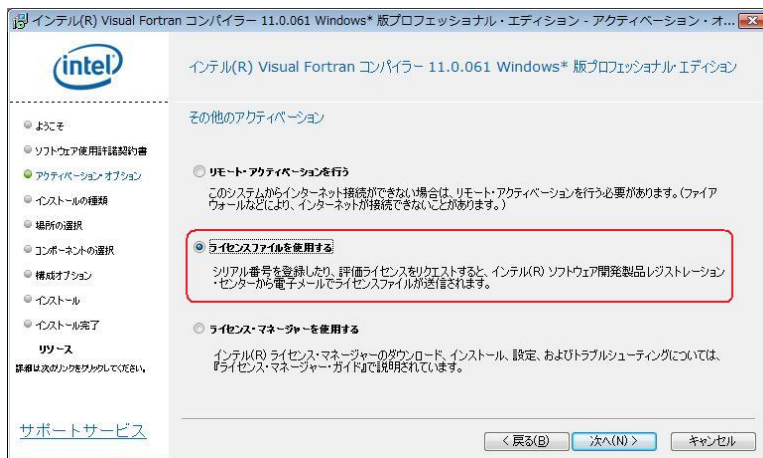 インテル(R) Visual Fortran コンパイラー 11.0.061 Windows* 版プロフェッショナル・エディション - アクティベーション・オ...
intel
インテル(R) Visual Fortran コンパイラー 11.0.061 Windows* 版プロフェッショナル・エディション
ようこそ
ソフトウェア使用許諾契約書
アクティベーション・オプション
インストールの種類
場所の選択
コンポーネントの選択
構成オプション
インストール
インストール完了
リソース
詳細は次のリンクをクリックしてください。
サポートサービス
その他のアクティベーション
リモート・アクティベーションを行う
このシステムからインターネット接続ができない場合は、リモート・アクティベーションを行う必要があります。(ファイア
ウォールなどにより、インターネットが接続できないことがあります。)
ライセンスファイルを使用する
シリアル番号を登録したり、評価ライセンスをリクエストすると、インテル(R) ソフトウェア開発製品レジストレーション
・センターから電子メールでライセンスファイルが送信されます。
ライセンス・マネージャーを使用する
インテル(R) ライセンス・マネージャーのダウンロード、インストール、設定、およびトラブルシューティングについては、
『ライセンス・マネージャー・ガイド』で説明されています。
< 戻る(B)
次へ(N) >
キャンセル